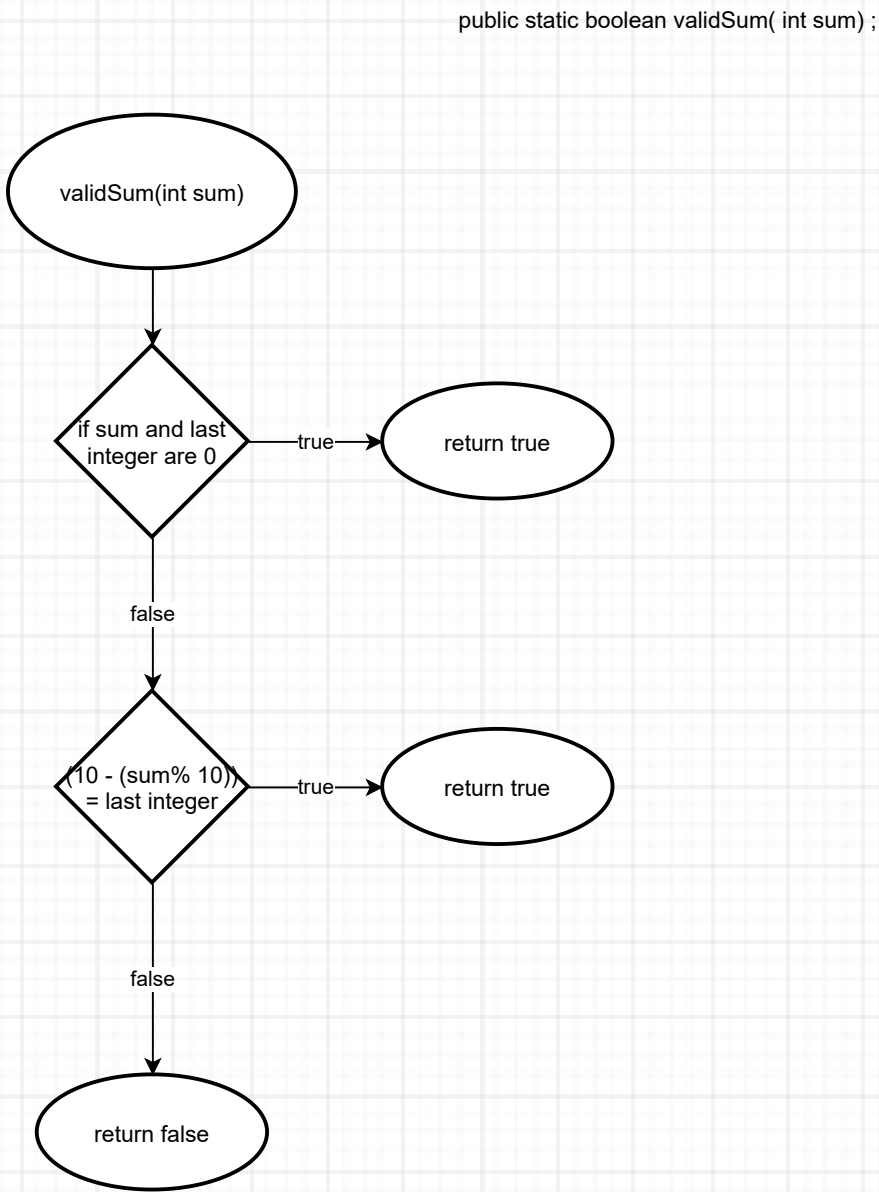 public static boolean validSum( int sum) ;
validSum(int sum)
if sum and last
integer are 0
true
return true
false
(10 - (sum% 10))
= last integer
true
return true
false
return false